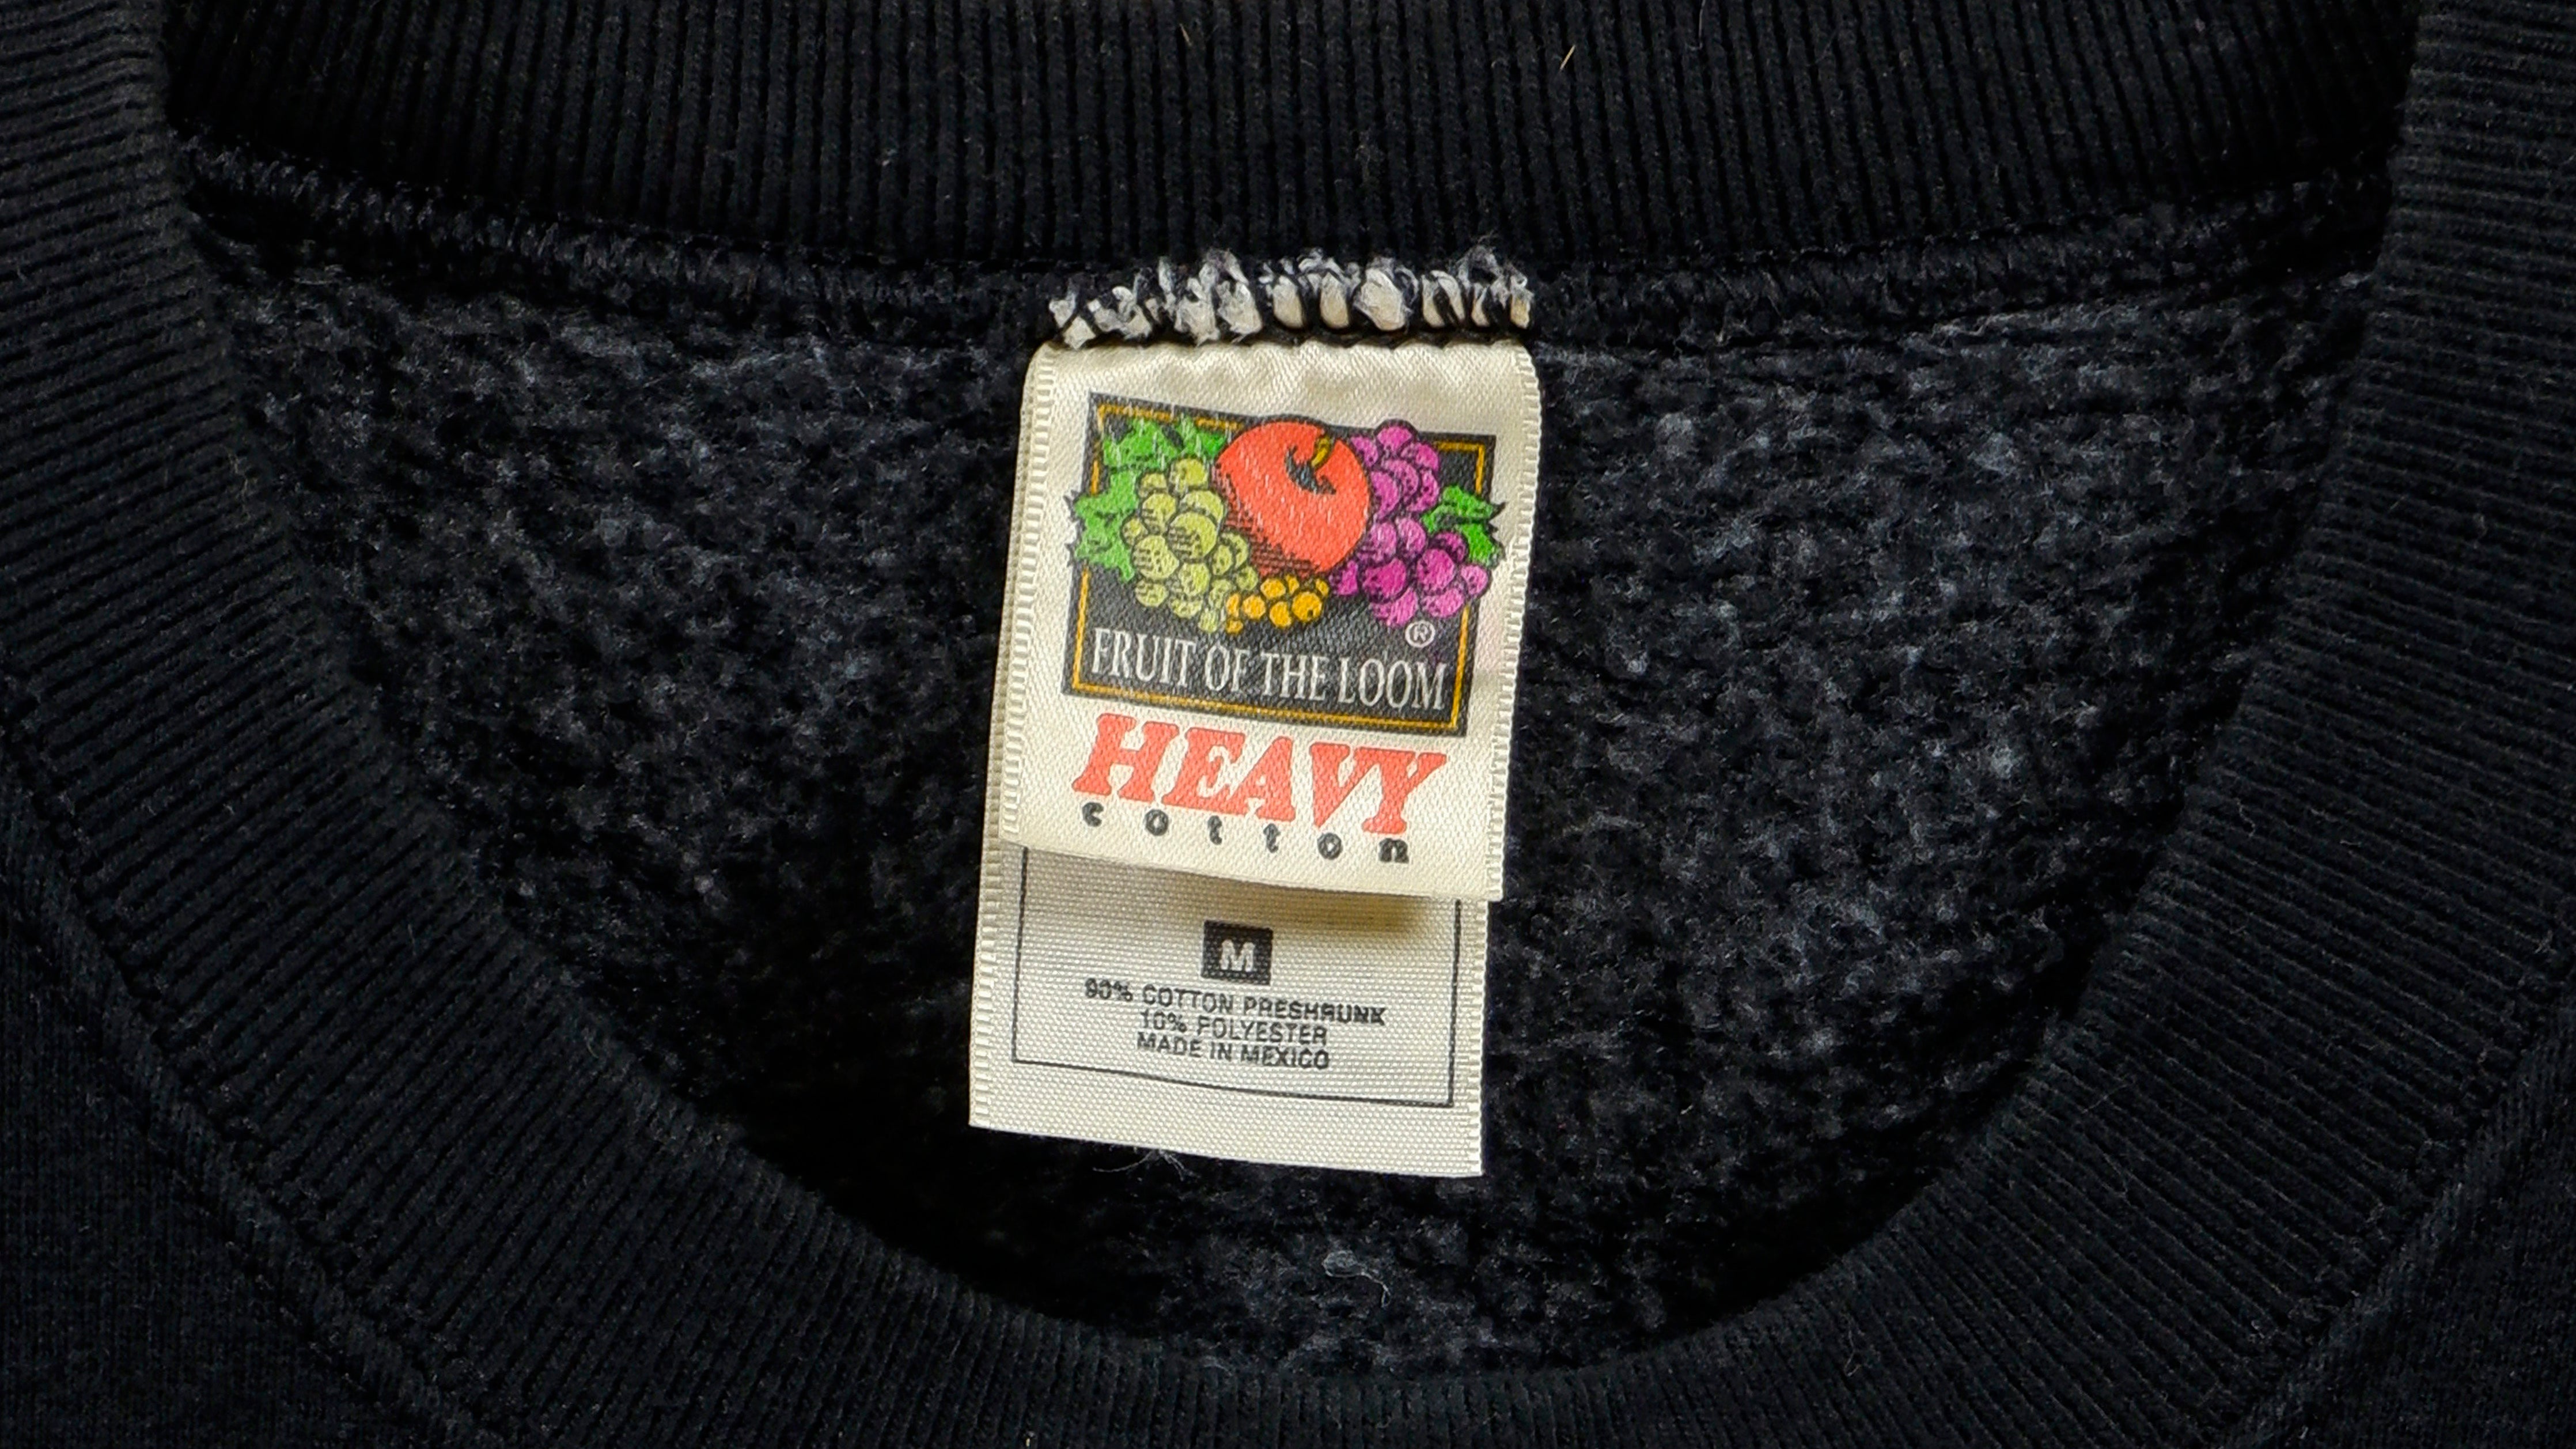 ®
FRUIT OF THE LOOM
HEAVY
cotton
M
90% COTTON PRESHRUNK
10% POLYESTER
MADE IN MEXICO